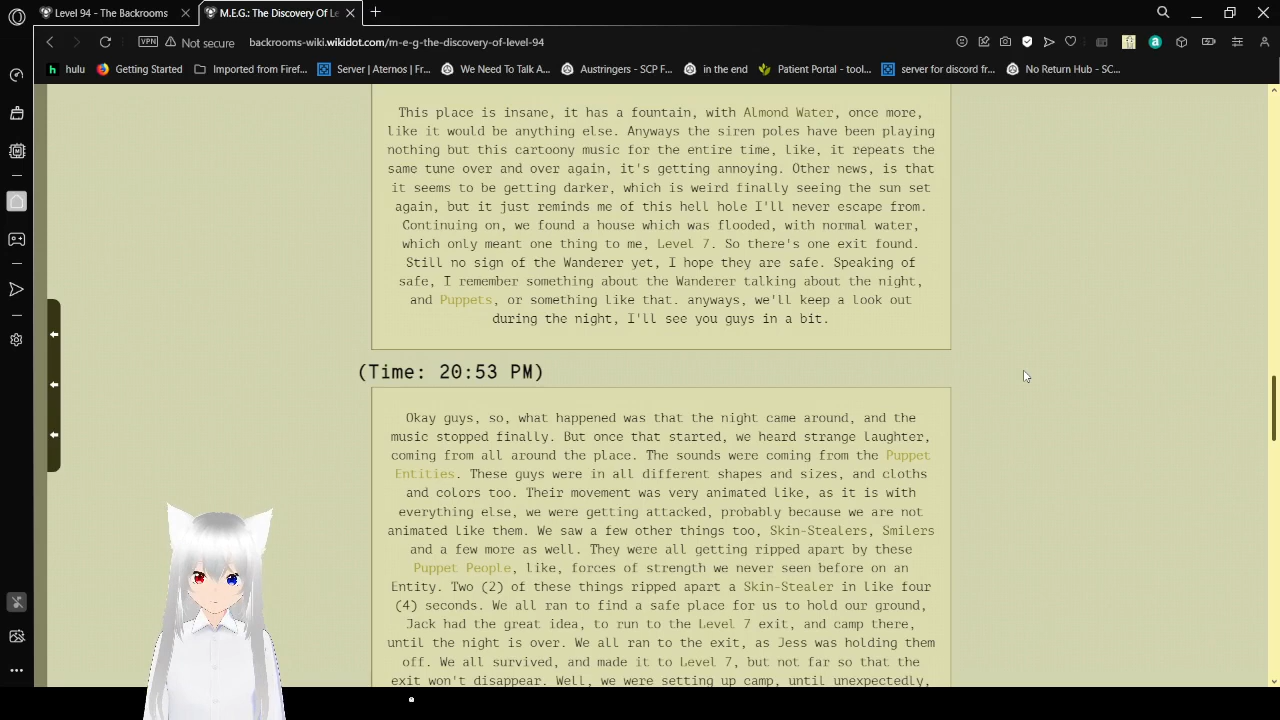 Level 94 - The Backrooms
M.E.G.: The Discovery Of Le
VPN
Not secure
backrooms-wiki.wikidot.com/m-e-g-the-discovery-of-level-94
hulu
Getting Started
Imported from Firef...
Server | Aternos | Fr...
We Need To Talk A...
Austringers - SCP F...
in the end
Patient Portal - tool...
server for discord fr...
No Return Hub - SC...
This place is insane, it has a fountain, with Almond Water, once more,
like it would be anything else. Anyways the siren poles have been playing
nothing but this cartoony music for the entire time, like, it repeats the
same tune over and over again, it's getting annoying. Other news, is that
it seems to be getting darker, which is weird finally seeing the sun set
again, but it just reminds me of this hell hole I'll never escape from.
Continuing on, we found a house which was flooded, with normal water,
which only meant one thing to me, Level 7. So there's one exit found.
Still no sign of the Wanderer yet, I hope they are safe. Speaking of
safe, I remember something about the Wanderer talking about the night,
and Puppets, or something like that. anyways, we'll keep a look out
during the night, I'll see you guys in a bit.
(Time: 20:53 PM)
Okay guys, so, what happened was that the night came around, and the
music stopped finally. But once that started, we heard strange laughter,
coming from all around the place. The sounds were coming from the Puppet
Entities. These guys were in all different shapes and sizes, and cloths
and colors too. Their movement was very animated like, as it is with
everything else, we were getting attacked, probably because we are not
animated like them. We saw a few other things too, Skin-Stealers, Smilers
and a few more as well. They were all getting ripped apart by these
Puppet People, like, forces of strength we never seen before on an
Entity. Two (2) of these things ripped apart a Skin-Stealer in like four
(4) seconds. We all ran to find a safe place for us to hold our ground,
Jack had the great idea, to run to the Level 7 exit, and camp there,
until the night is over. We all ran to the exit, as Jess was holding them
off. We all survived, and made it to Level 7, but not far so that the
exit won't disappear. Well, we were setting up camp, until unexpectedly,